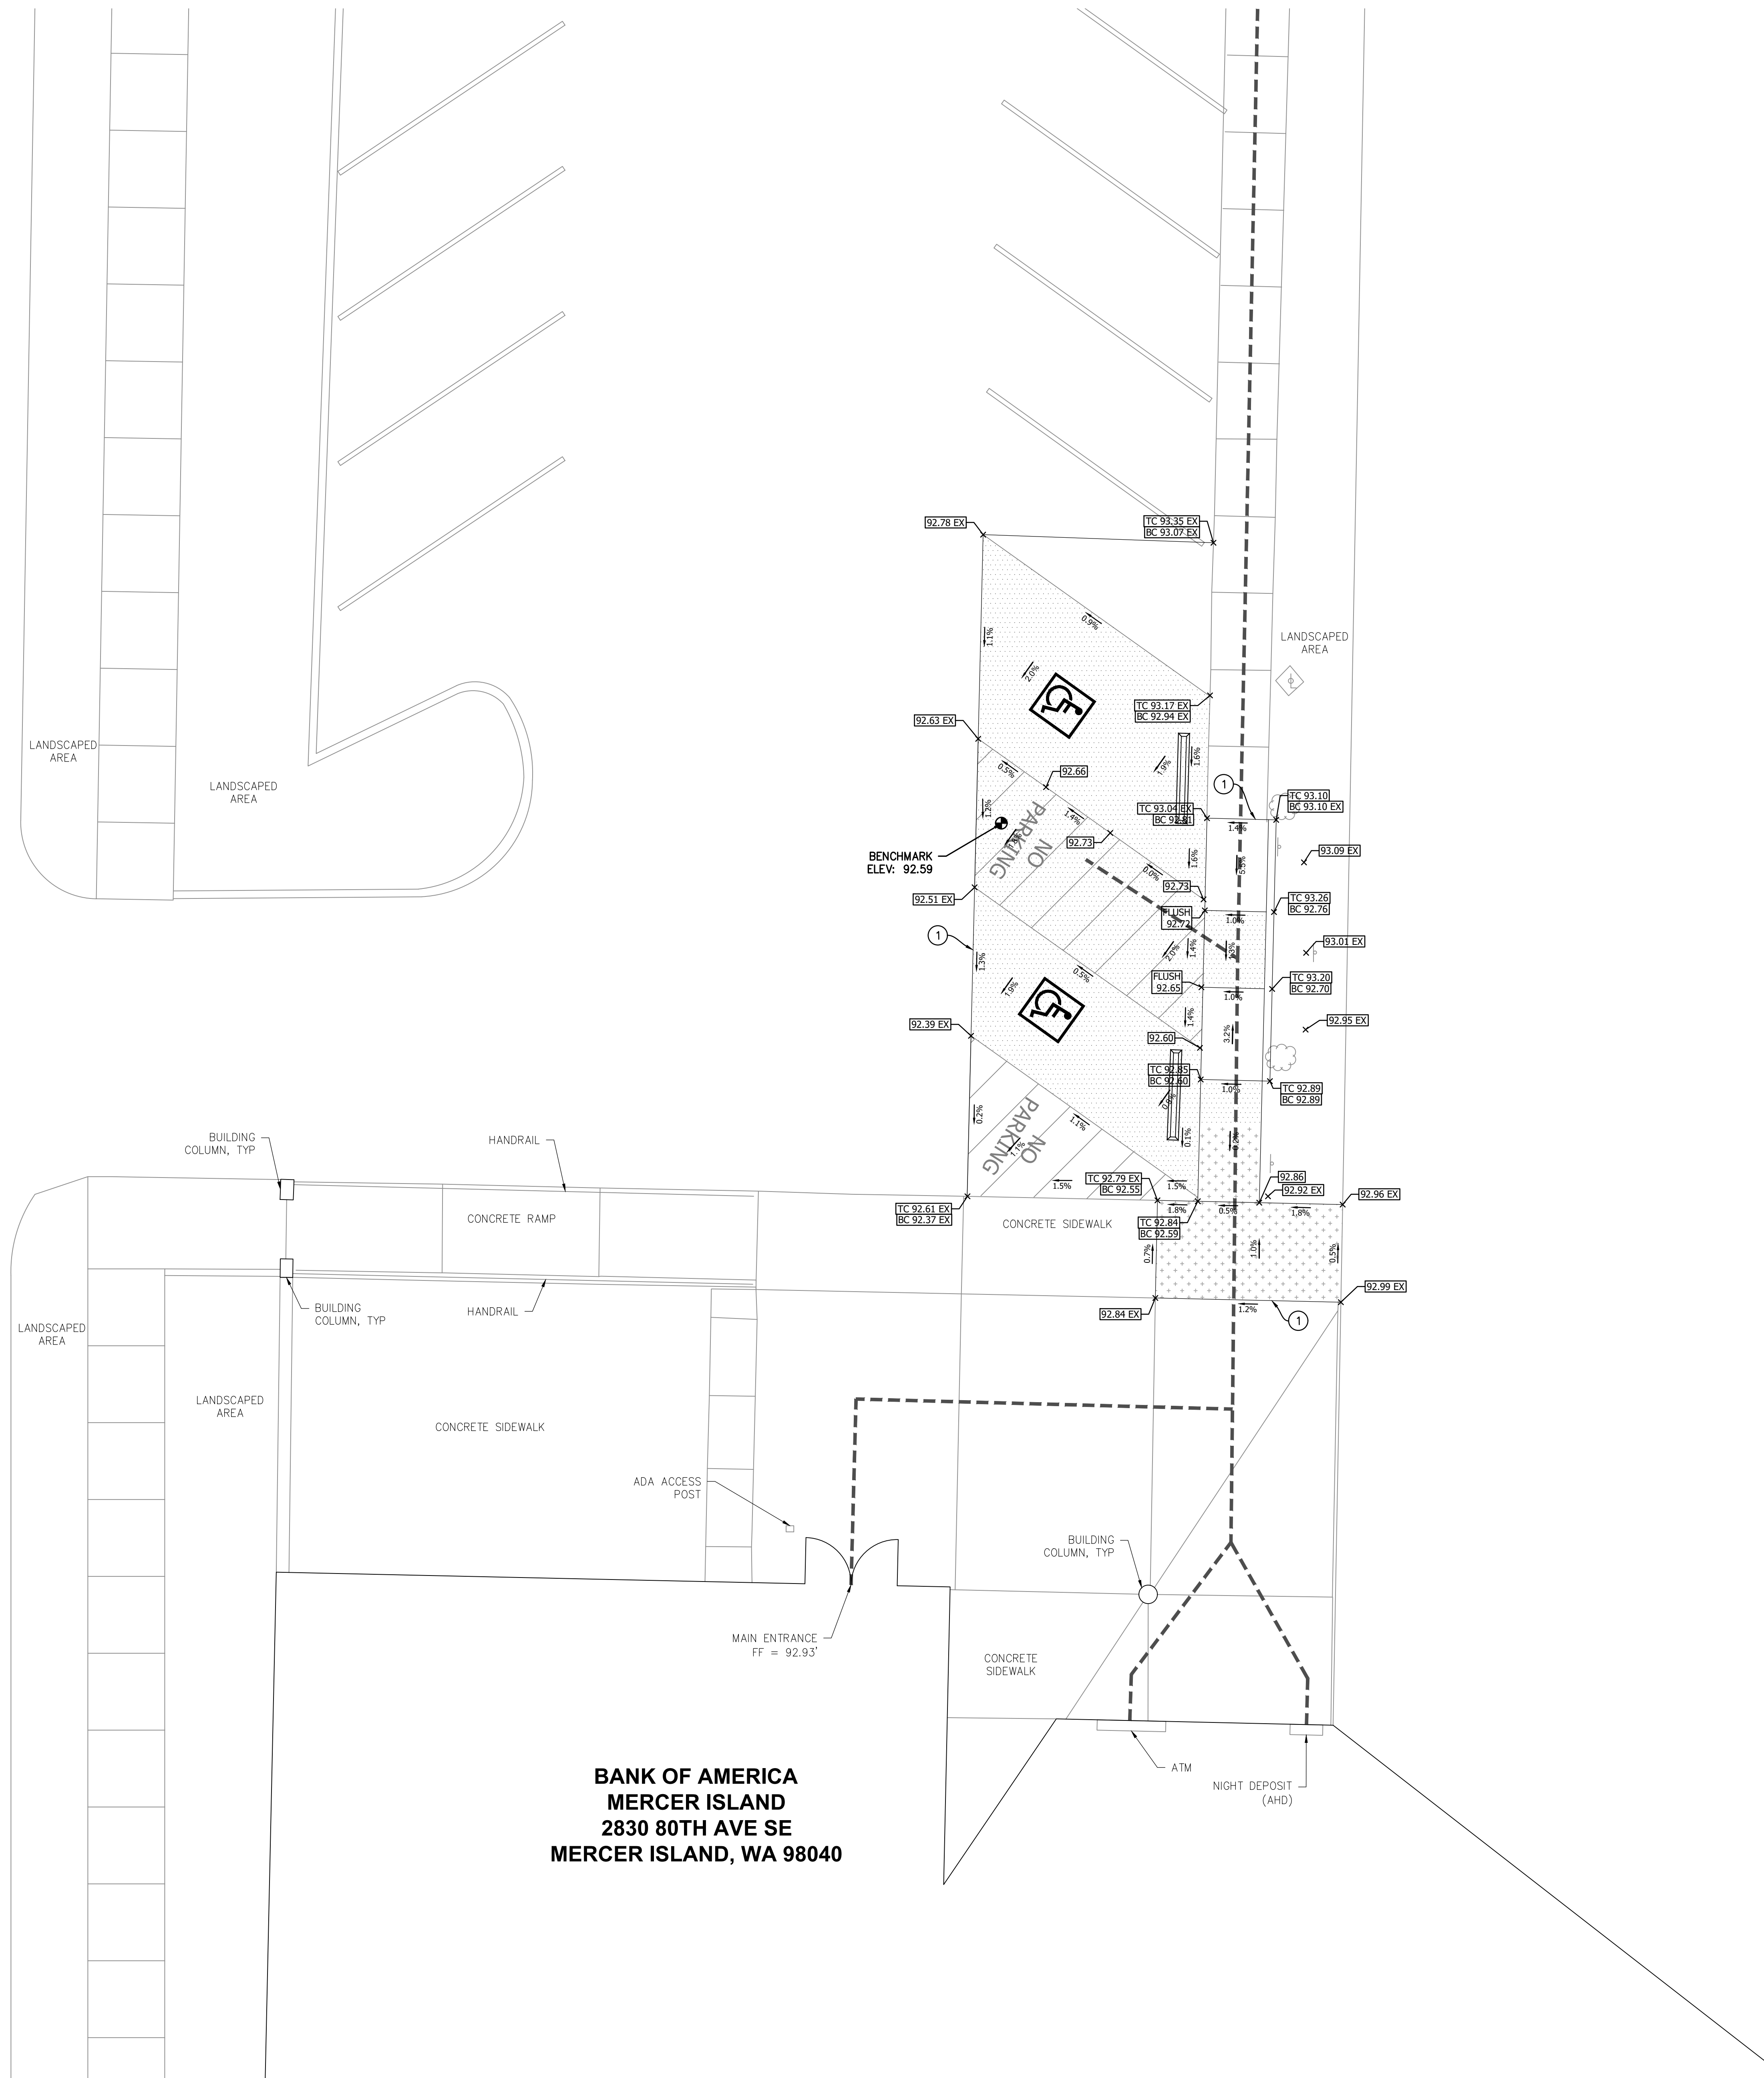 92.78 EX
TC 93.35 EX
BC 93.07 EX
0.9%
1.1%
LANDSCAPED
AREA
2.0%
TC 93.17 EX
BC 92.94 EX
92.63 EX
LANDSCAPED
AREA
LANDSCAPED
AREA
0.5%
92.66
1.9%
1.6%
1
TC 93.10
BC 93.10 EX
1.2%
TC 93.04 EX
BC 92.81
1.4%
1.4%
NO
PARKING
92.73
BENCHMARK
ELEV: 92.59
93.09 EX
1.6%
5.5%
0.0%
92.73
92.51 EX
TC 93.26
BC 92.76
FLUSH
92.72
1.0%
1
1.3%
2.0%
1.4%
93.01 EX
0.5%
FLUSH
92.65
TC 93.20
BC 92.70
1.9%
1.0%
92.39 EX
1.4%
92.60
3.2%
92.95 EX
TC 92.85
BC 92.60
1.0%
TC 92.89
BC 92.89
0.2%
NO
PARKING
1.1%
1.1%
0.1%
BUILDING
COLUMN, TYP
HANDRAIL
1.5%
TC 92.79 EX
BC 92.55
1.5%
92.86
92.92 EX
92.96 EX
TC 92.61 EX
BC 92.37 EX
CONCRETE RAMP
CONCRETE SIDEWALK
1.8%
0.5%
1.8%
TC 92.84
BC 92.59
0.7%
1.0%
0.5%
92.99 EX
92.84 EX
1.2%
1
BUILDING
COLUMN, TYP
HANDRAIL
LANDSCAPED
AREA
LANDSCAPED
AREA
CONCRETE SIDEWALK
ADA ACCESS
POST
BUILDING
COLUMN, TYP
MAIN ENTRANCE
FF = 92.93'
CONCRETE
SIDEWALK
ATM
NIGHT DEPOSIT
(AHD)
BANK OF AMERICA
MERCER ISLAND
2830 80TH AVE SE
MERCER ISLAND, WA 98040